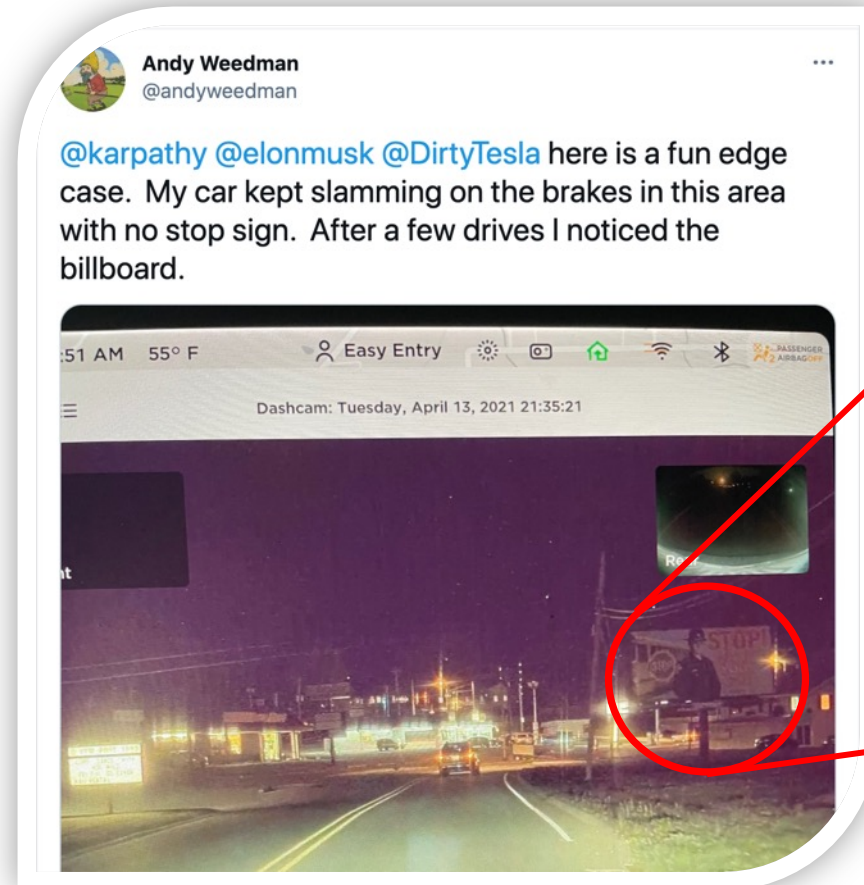 Andy Weedman
@andyweedman
@karpathy @elonmusk @DirtyTesla here is a fun edge
case. My car kept slamming on the brakes in this area
with no stop sign. After a few drives I noticed the
billboard.
:51 AM 55° F Easy Entry PASSENGER
AIRBAG OFF
Dashcam: Tuesday, April 13, 2021 21:35:21
nt
Rear
STOP!
STOP